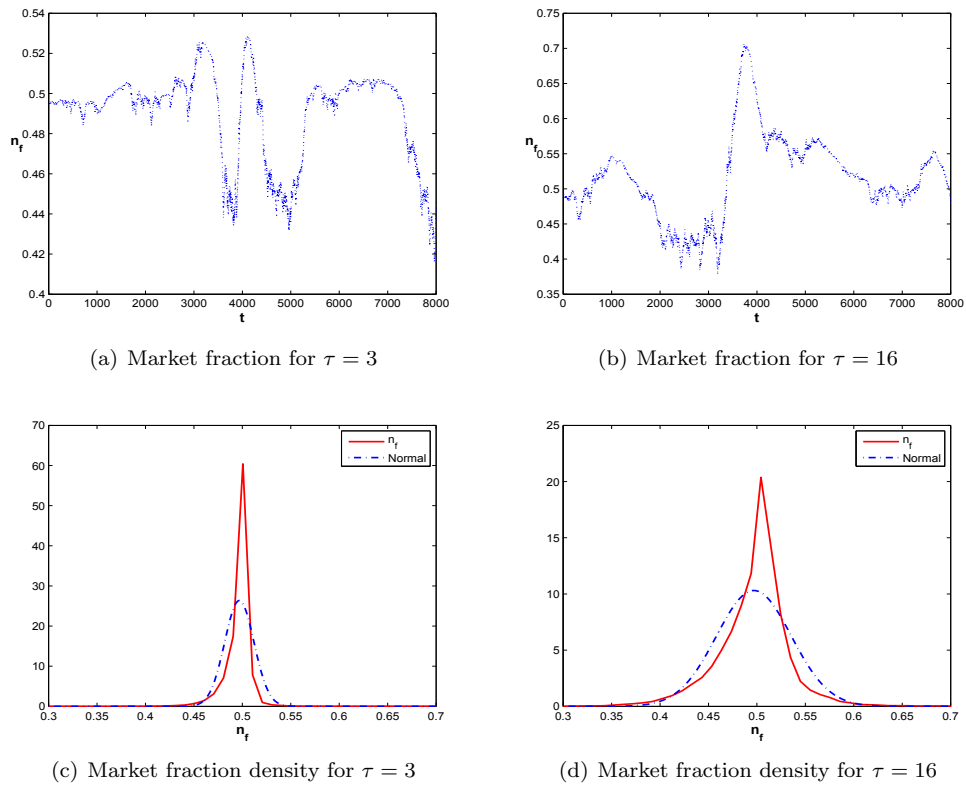 0.54
0.52
0.5
0.48
n_f
0.46
0.44
0.42
0.4
0 1000 2000 3000 4000 5000 6000 7000 8000
t
(a) Market fraction for τ = 3
0.75
0.7
0.65
0.6
n_f 0.55
0.5
0.45
0.4
0.35
0 1000 2000 3000 4000 5000 6000 7000 8000
t
(b) Market fraction for τ = 16
70
60
50
40
30
20
10
0
0.3 0.35 0.4 0.45 0.5 0.55 0.6 0.65 0.7
n_f
n_f
Normal
(c) Market fraction density for τ = 3
25
20
15
10
5
0
0.3 0.35 0.4 0.45 0.5 0.55 0.6 0.65 0.7
n_f
n_f
Normal
(d) Market fraction density for τ = 16